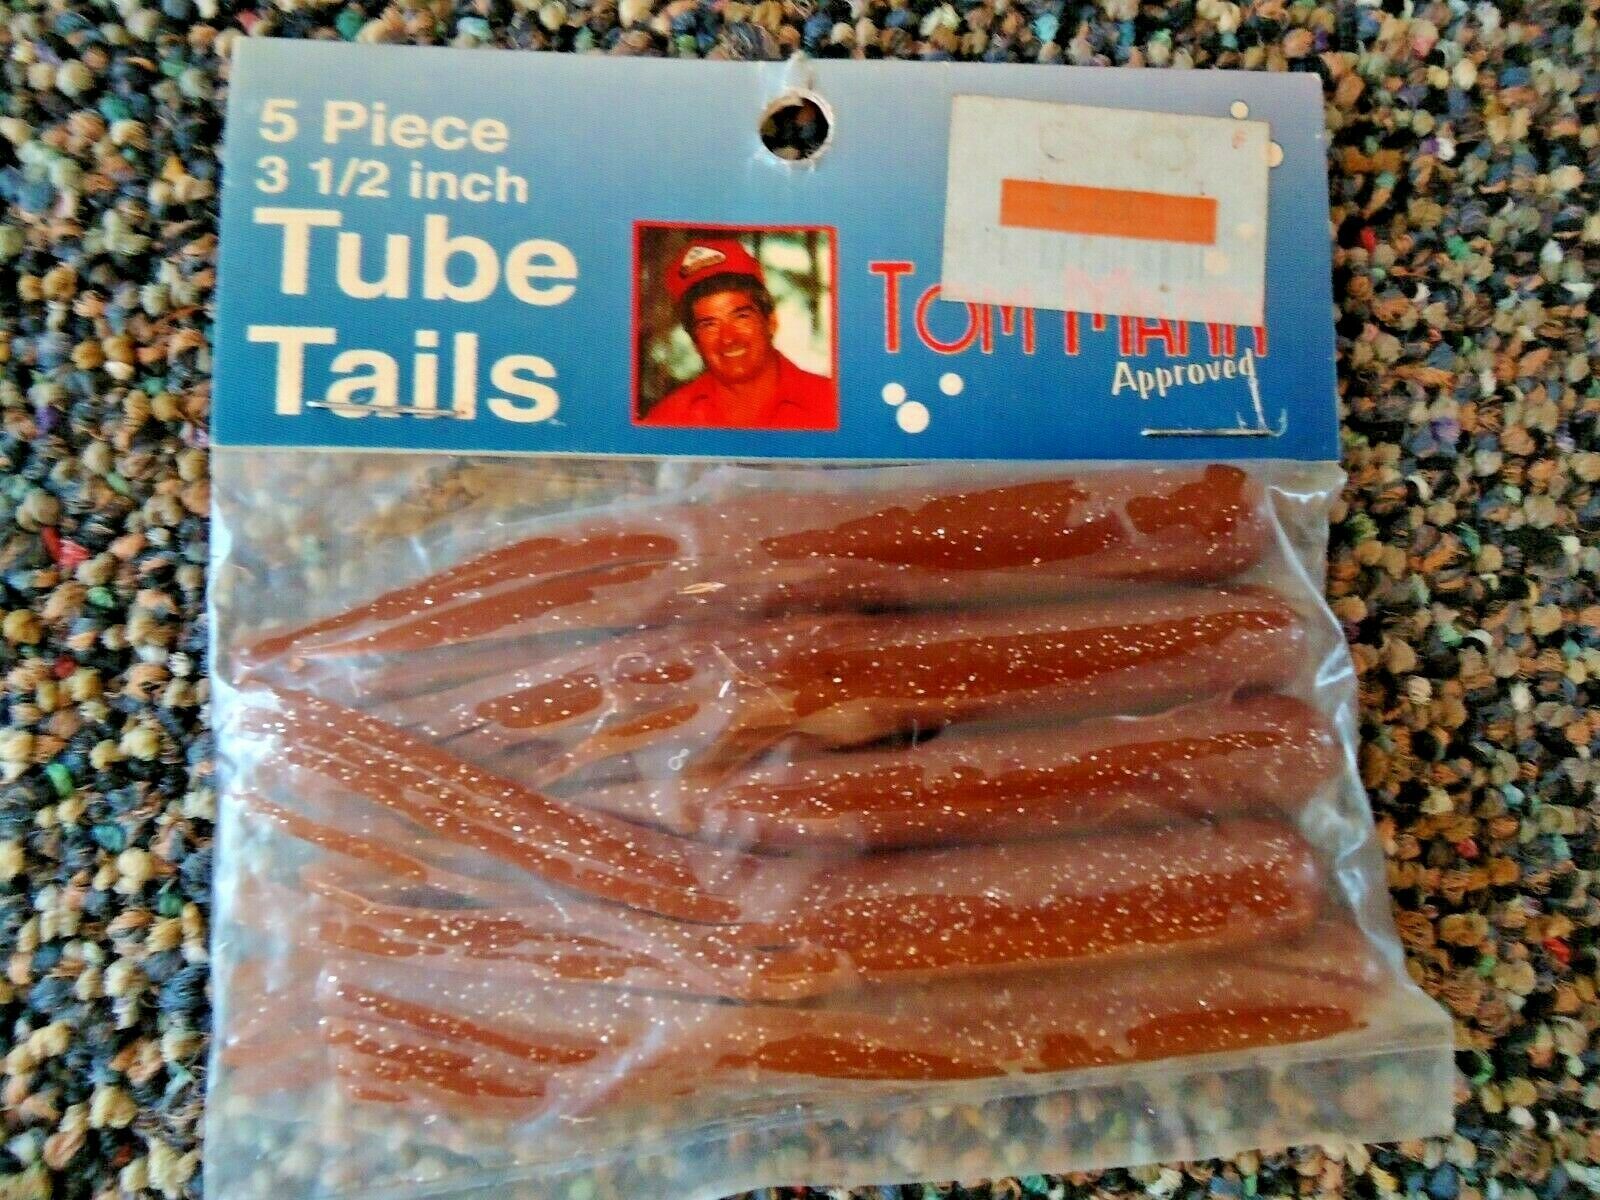 5 Piece
3 1/2 inch
Tube
Tails
TOM MANN
Approved